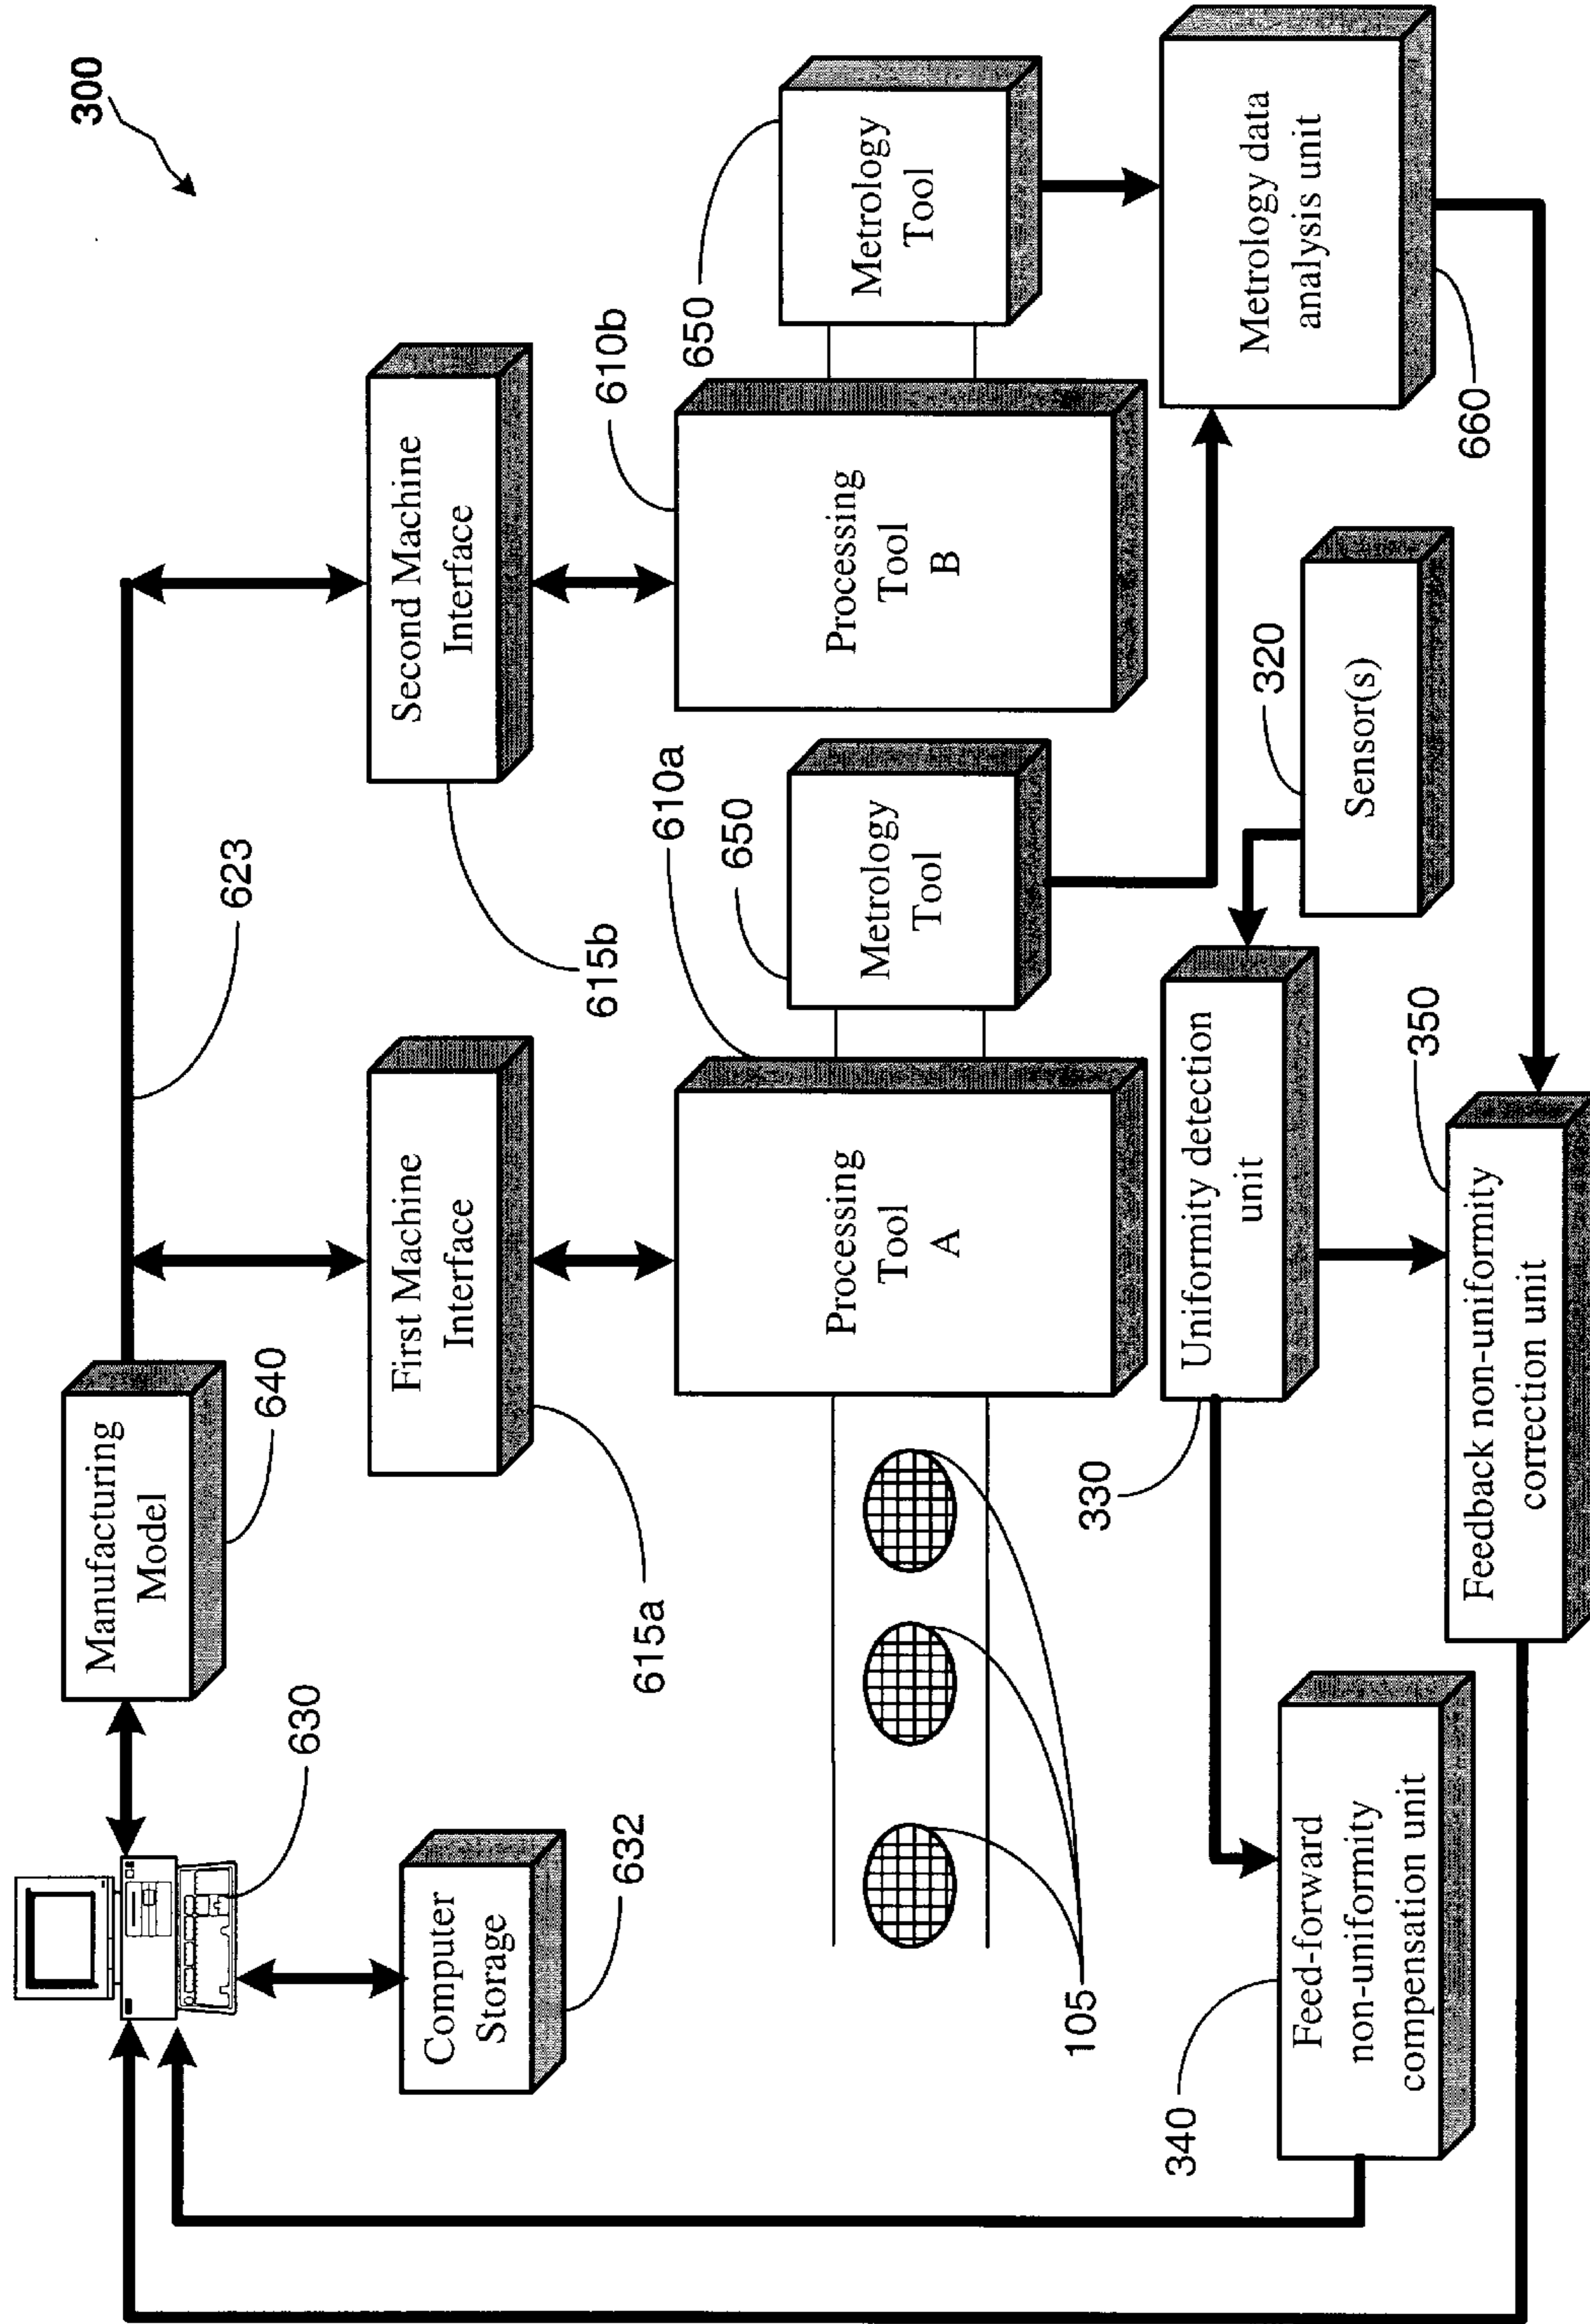 300
Manufacturing
Model
640
623
630
Computer
Storage
632
First Machine
Interface
615a
Second Machine
Interface
615b
Processing
Tool
A
610a
Metrology
Tool
650
Processing
Tool
B
610b
Metrology
Tool
650
105
Metrology data
analysis unit
660
Sensor(s)
320
Uniformity detection
unit
330
Feed-forward
non-uniformity
compensation unit
340
Feedback non-uniformity
correction unit
350